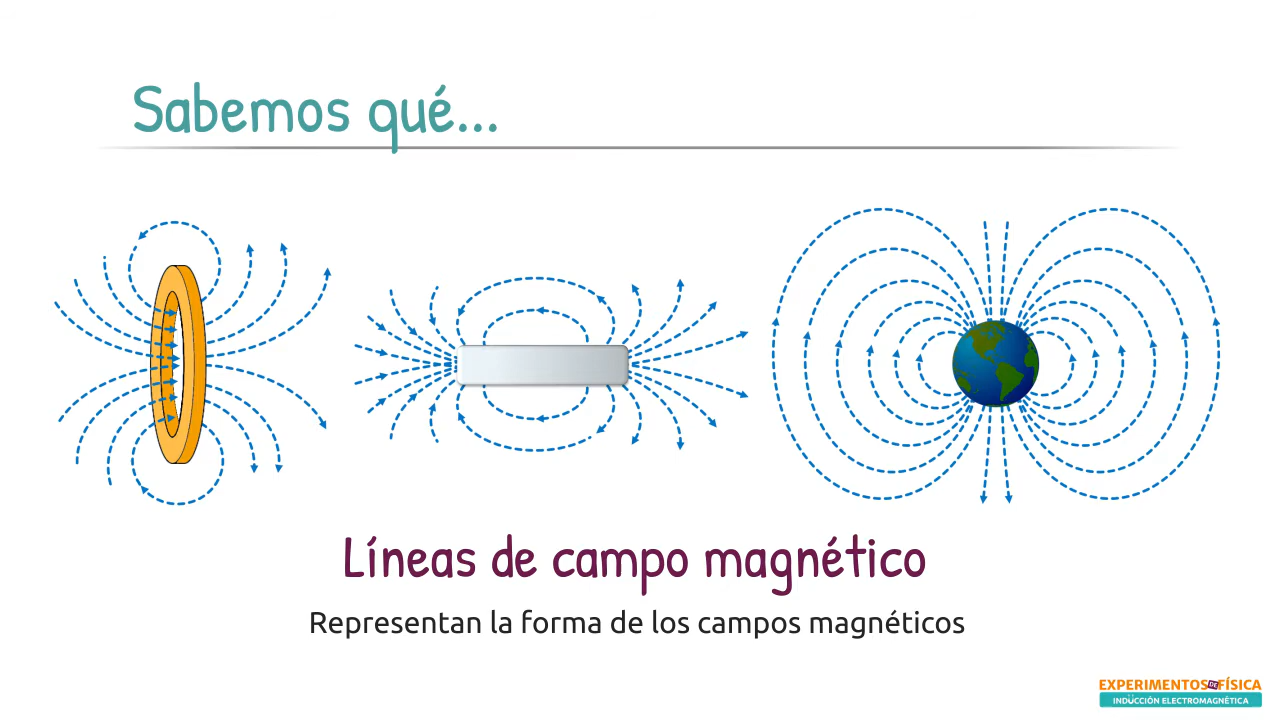 Sabemos qué...
Líneas de campo magnético
Representan la forma de los campos magnéticos
EXPERIMENTOS DE FÍSICA
INDUCCIÓN ELECTROMAGNÉTICA